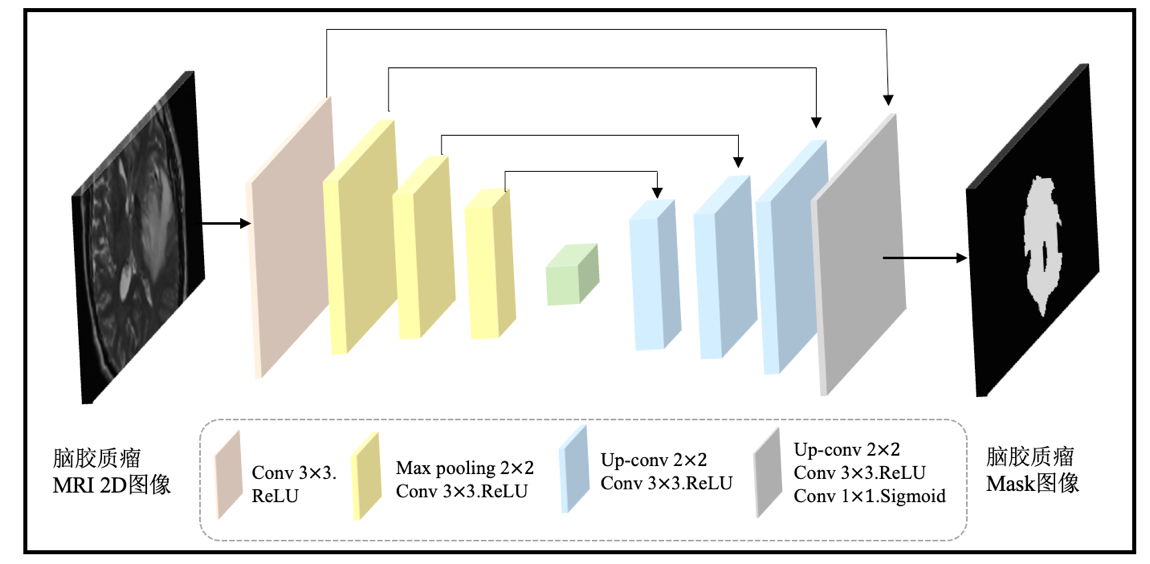 脑胶质瘤
MRI 2D图像
Conv 3×3.
ReLU
Max pooling 2×2
Conv 3×3.ReLU
Up-conv 2×2
Conv 3×3.ReLU
Up-conv 2×2
Conv 3×3.ReLU
Conv 1×1.Sigmoid
脑胶质瘤
Mask图像